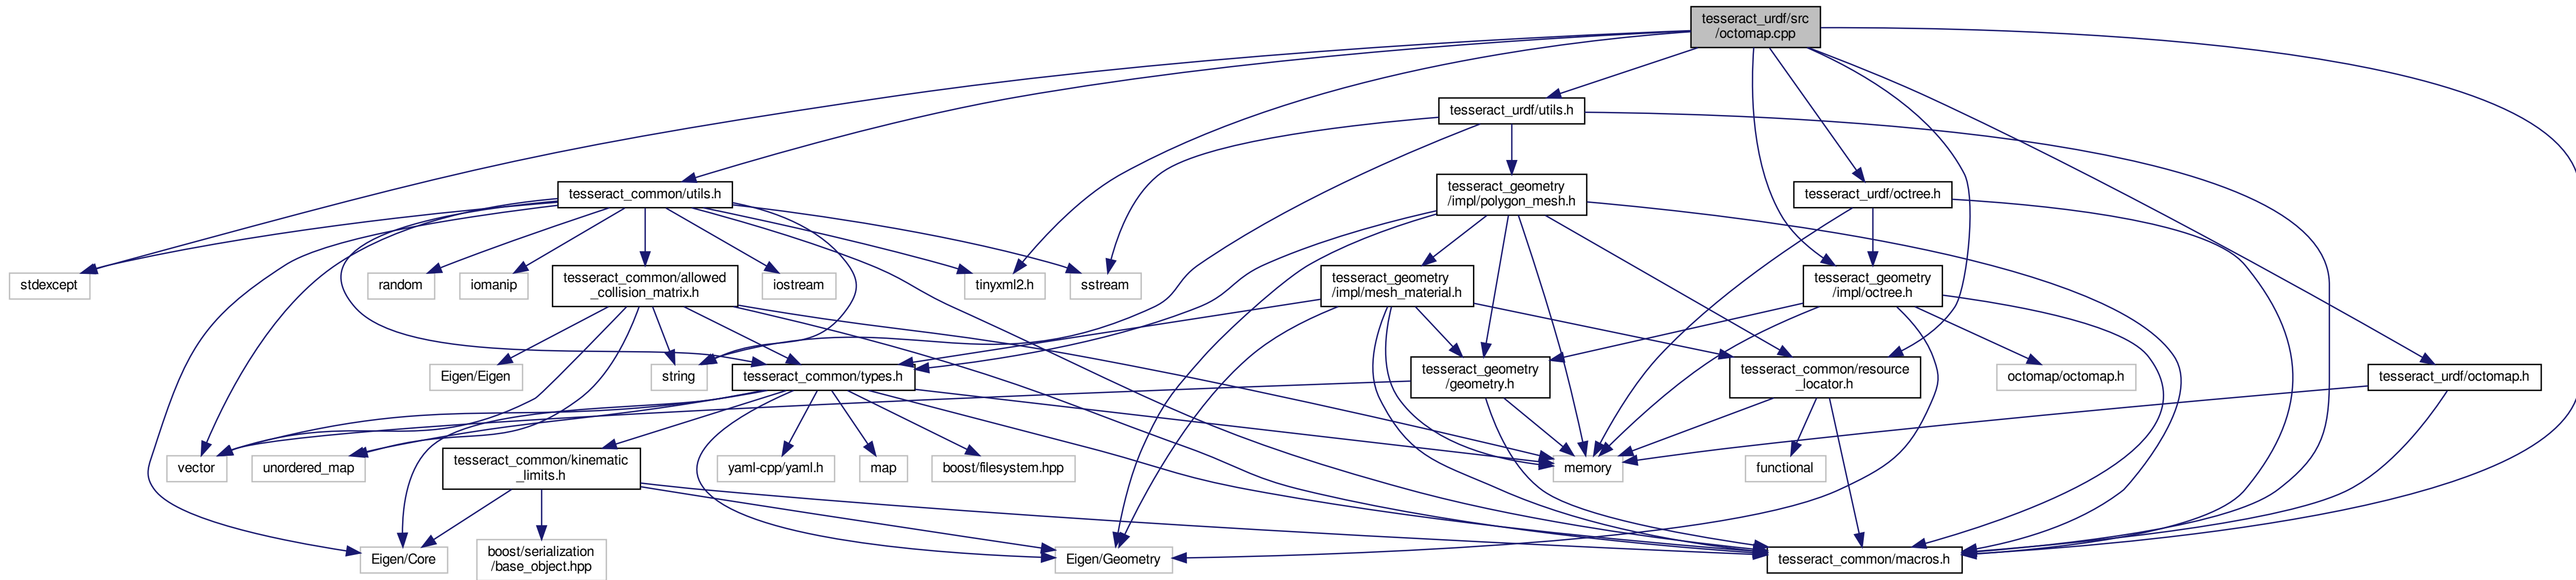 tesseract_urdf/src
/octomap.cpp
tesseract_urdf/utils.h
tesseract_common/utils.h
tesseract_geometry
/impl/polygon_mesh.h
tesseract_urdf/octree.h
stdexcept
random
iomanip
tesseract_common/allowed
_collision_matrix.h
iostream
tinyxml2.h
sstream
tesseract_geometry
/impl/mesh_material.h
tesseract_geometry
/impl/octree.h
Eigen/Eigen
string
tesseract_common/types.h
tesseract_geometry
/geometry.h
tesseract_common/resource
_locator.h
octomap/octomap.h
tesseract_urdf/octomap.h
vector
unordered_map
tesseract_common/kinematic
_limits.h
yaml-cpp/yaml.h
map
boost/filesystem.hpp
memory
functional
Eigen/Core
boost/serialization
/base_object.hpp
Eigen/Geometry
tesseract_common/macros.h